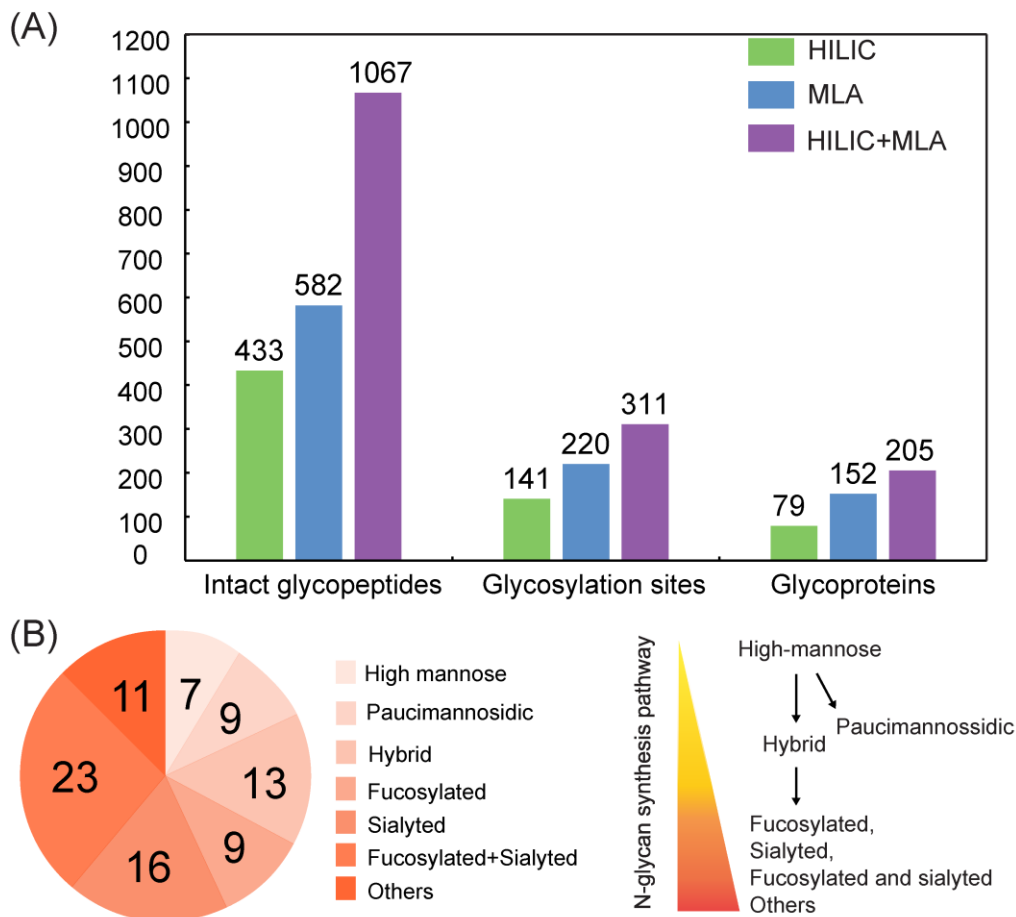 (A)
1200
1100
1000
900
800
700
600
500
400
300
200
100
0
HILIC
MLA
HILIC+MLA
433
582
1067
141
220
311
79
152
205
Intact glycopeptides
Glycosylation sites
Glycoproteins
(B)
7
9
13
9
16
23
11
High mannose
Paucimannosidic
Hybrid
Fucosylated
Sialyted
Fucosylated+Sialyted
Others
N-glycan synthesis pathway
High-mannose
Paucimannossidic
Hybrid
Fucosylated,
Sialyted,
Fucosylated and sialyted
Others